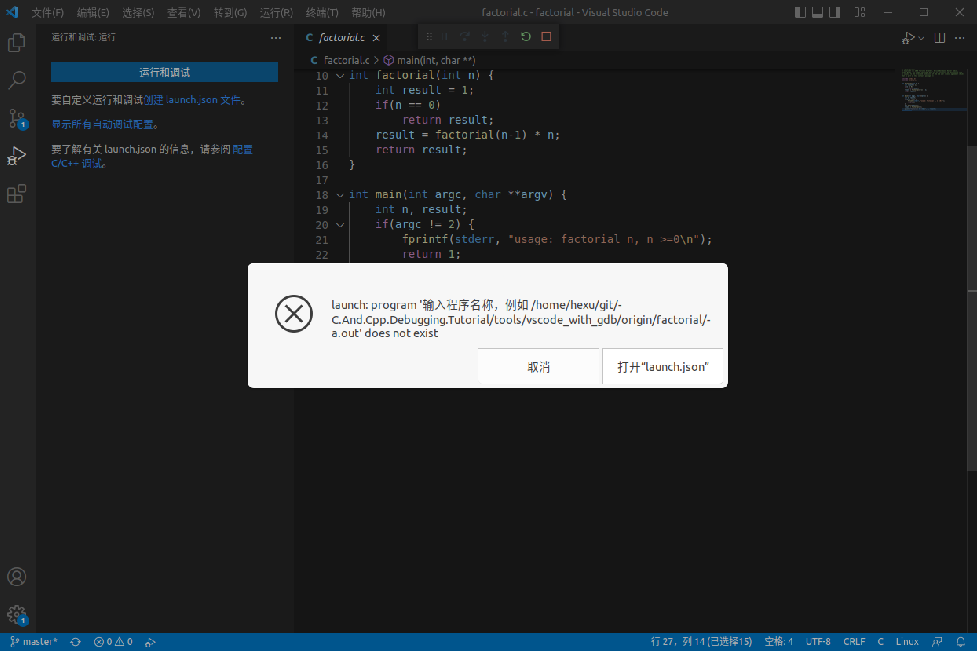 文件(F) 编辑(E) 选择(S) 查看(V) 转到(G) 运行(R) 终端(T) 帮助(H) factorial.c - factorial - Visual Studio Code
运行和调试: 运行
C factorial.c
运行和调试
要自定义运行和调试创建 launch.json 文件。
显示所有自动调试配置。
要了解有关 launch.json 的信息，请参阅 配置
C/C++ 调试。
C factorial.c > main(int, char **)
10 int factorial(int n) {
11 int result = 1;
12 if(n == 0)
13 return result;
14 result = factorial(n-1) * n;
15 return result;
16 }
17
18 int main(int argc, char **argv) {
19 int n, result;
20 if(argc != 2) {
21 fprintf(stderr, "usage: factorial n, n >=0\n");
22 return 1;
launch: program '输入程序名称，例如 /home/hexu/git/-
C.And.Cpp.Debugging.Tutorial/tools/vscode_with_gdb/origin/factorial/-
a.out' does not exist
取消
打开"launch.json"
1
1
master* 0 0 行 27，列 14 (已选择15) 空格: 4 UTF-8 CRLF C Linux